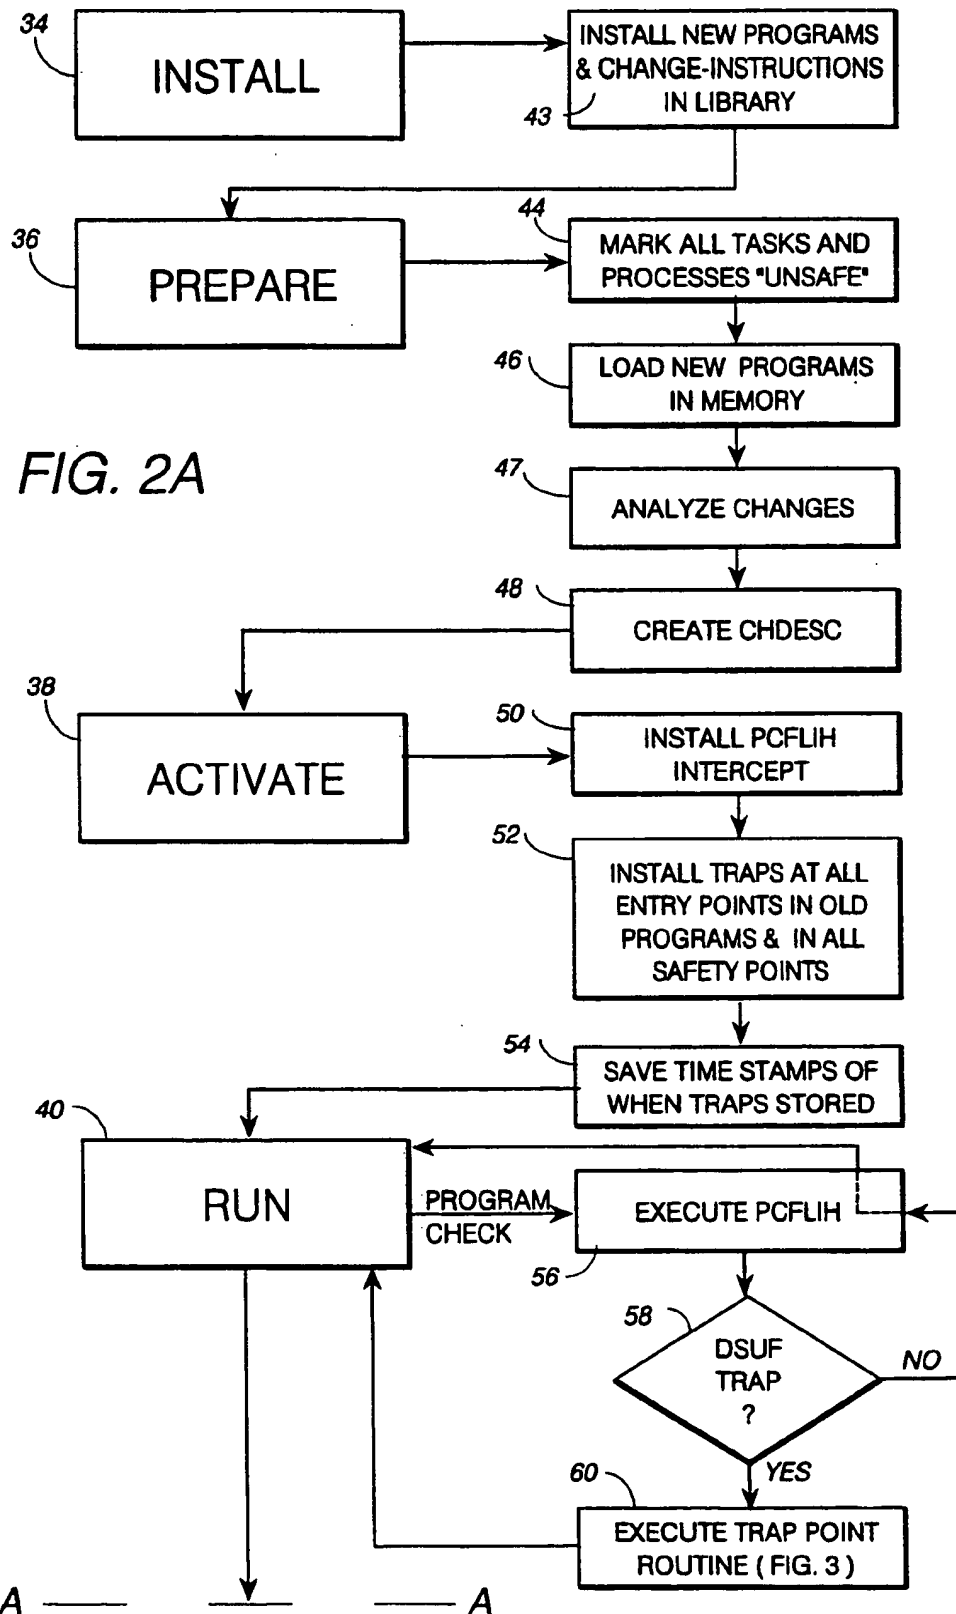 34
INSTALL
INSTALL NEW PROGRAMS
& CHANGE-INSTRUCTIONS
IN LIBRARY
43
36
PREPARE
44
MARK ALL TASKS AND
PROCESSES "UNSAFE"
46
LOAD NEW PROGRAMS
IN MEMORY
FIG. 2A
47
ANALYZE CHANGES
48
CREATE CHDESC
38
ACTIVATE
50
INSTALL PCFLIH
INTERCEPT
52
INSTALL TRAPS AT ALL
ENTRY POINTS IN OLD
PROGRAMS & IN ALL
SAFETY POINTS
54
SAVE TIME STAMPS OF
WHEN TRAPS STORED
40
RUN
PROGRAM
CHECK
EXECUTE PCFLIH
56
58
DSUF
TRAP
?
NO
YES
60
EXECUTE TRAP POINT
ROUTINE ( FIG. 3 )
A
A